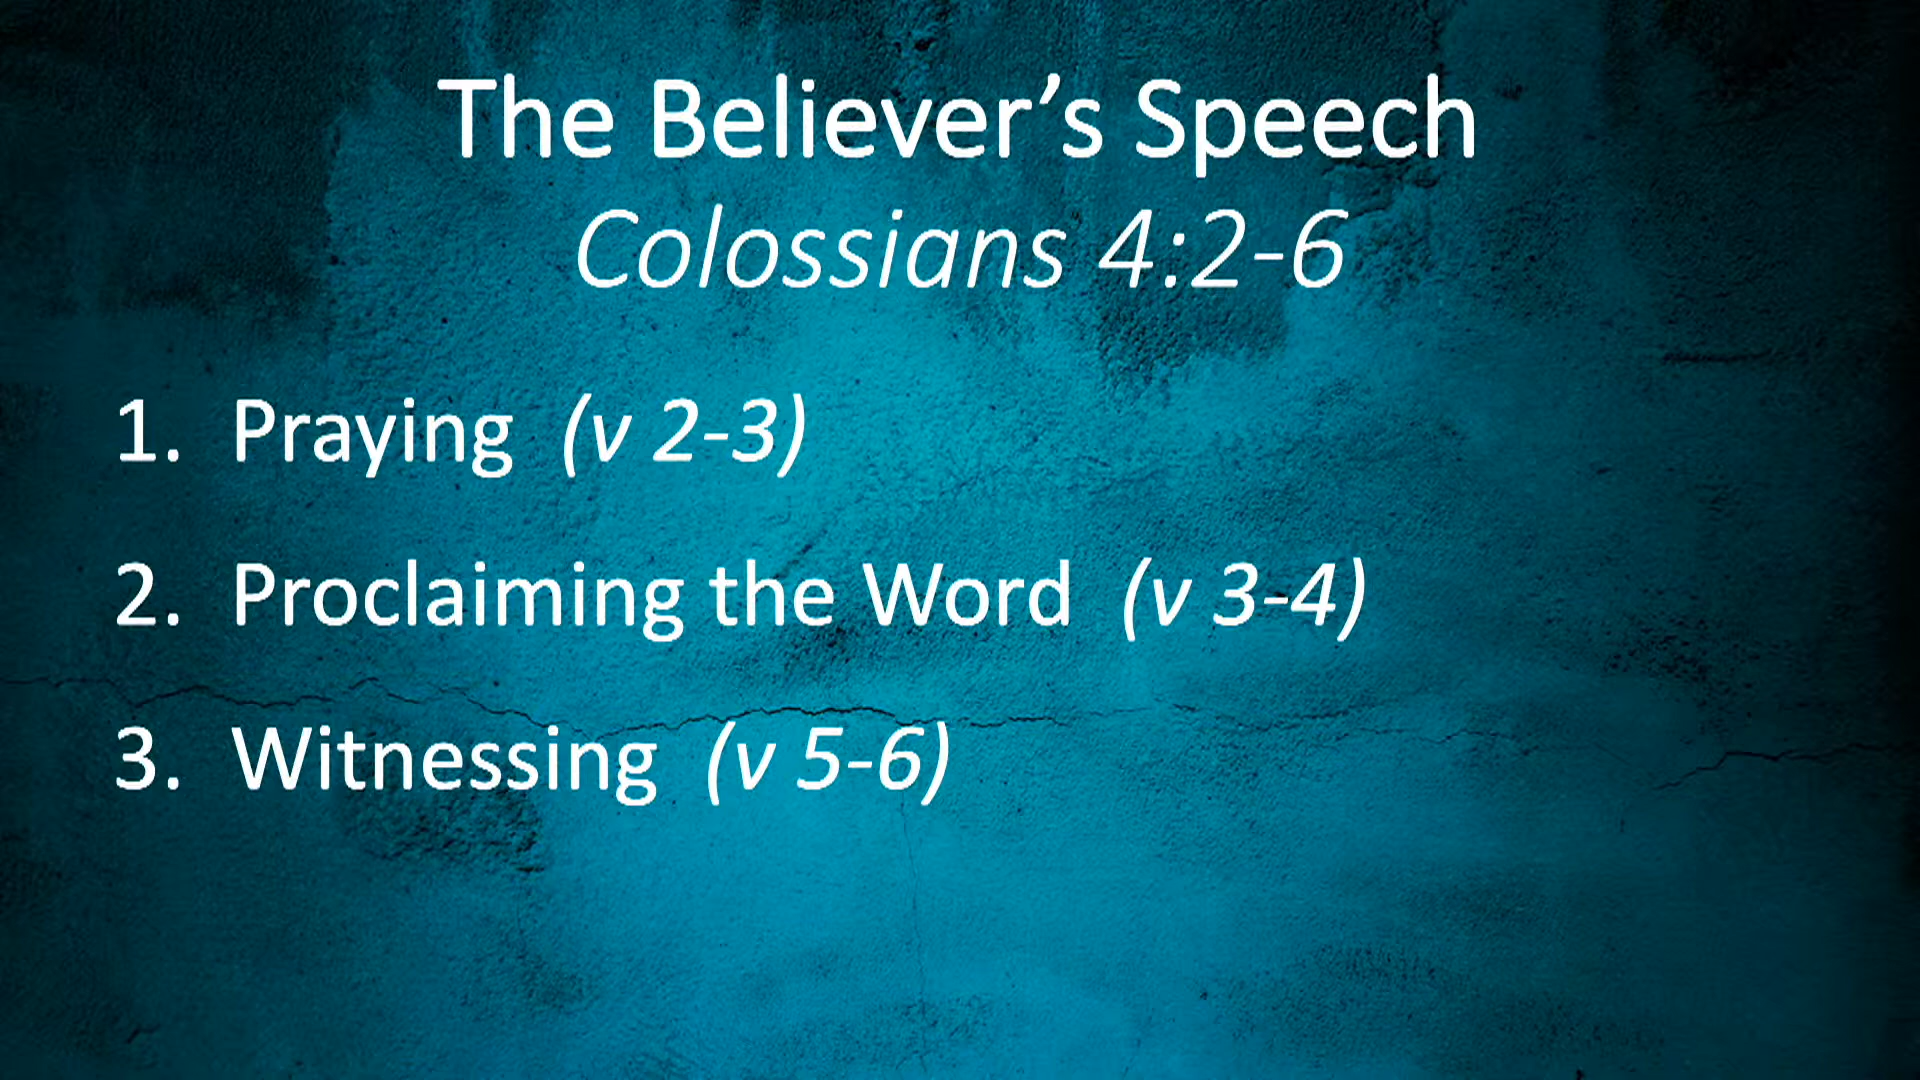 The Believer’s Speech
Colossians 4:2-6
1. Praying (v 2-3)
2. Proclaiming the Word (v 3-4)
3. Witnessing (v 5-6)